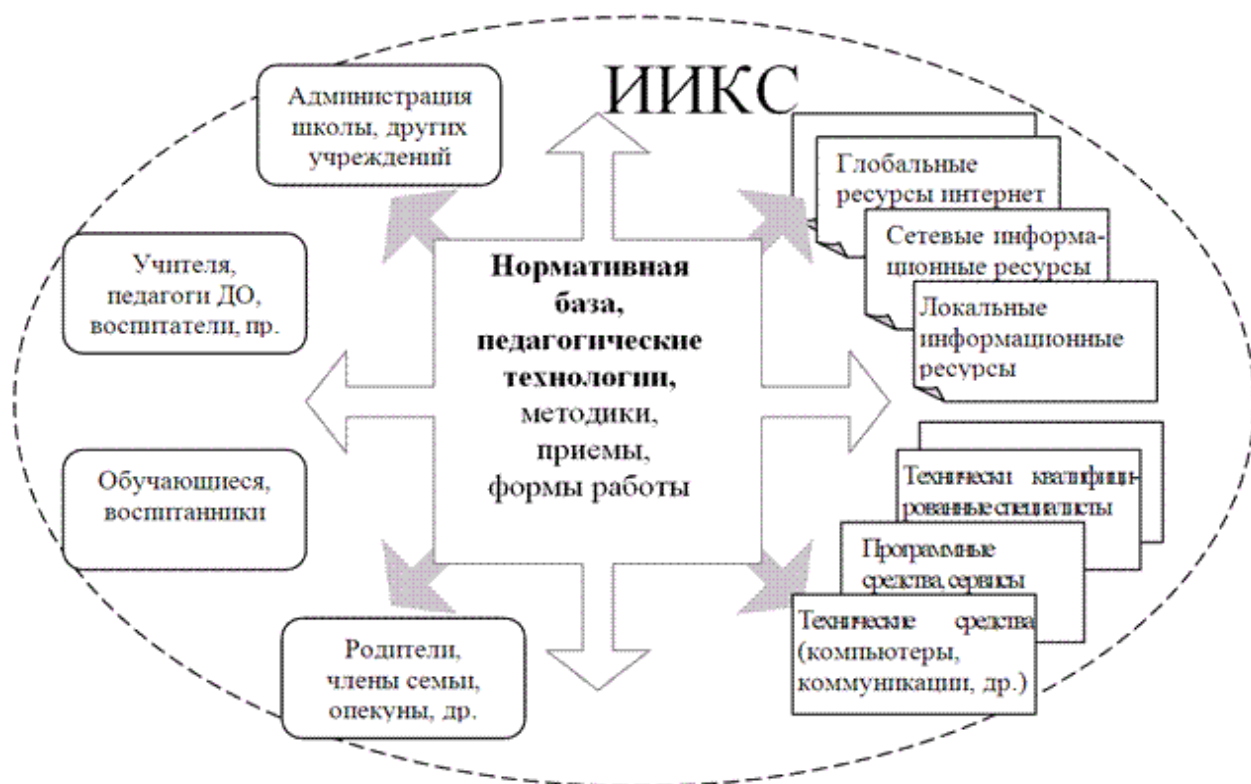 ИИКС
Администрация
школы, других
учреждений
Учителя,
педагоги ДО,
воспитатели, пр.
Обучающиеся,
воспитанники
Родители,
члены семьи,
опекуны, др.
Нормативная
база,
педагогические
технологии,
методики,
приемы,
формы работы
Глобальные
ресурсы интернет
Сетевые информа-
ционные ресурсы
Локальные
информационные
ресурсы
Технически квалифици-
рованные специалисты
Программные
средства, сервисы
Технические средства
(компьютеры,
коммуникации, др.)